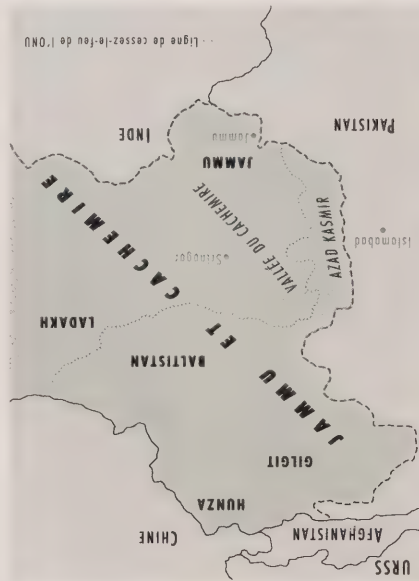 URSS
AFGHANISTAN
CHINE
HUNZA
GILGIT
JAMMU ET CACHEMIRE
BALTISTAN
LADAKH
Islamabad
AZAD KASMIR
VALLÉE DU CACHEMIRE
Srinagar
JAMMU
Jammu
PAKISTAN
INDE
... Ligne de cessez-le-feu de l'ONU